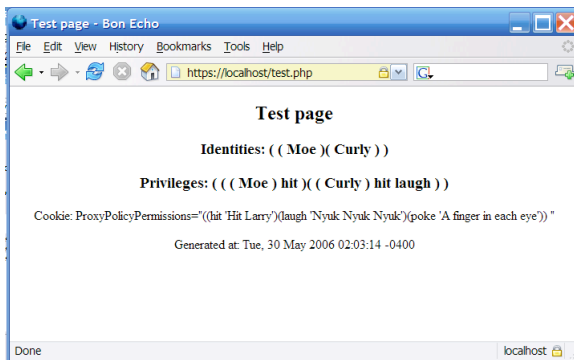 Test page - Bon Echo
File Edit View History Bookmarks Tools Help
https://localhost/test.php G
Test page
Identities: ( ( Moe )( Curly ) )
Privileges: ( ( ( Moe ) hit )( ( Curly ) hit laugh ) )
Cookie: ProxyPolicyPermissions="((hit 'Hit Larry')(laugh 'Nyuk Nyuk Nyuk')(poke 'A finger in each eye')) "
Generated at: Tue, 30 May 2006 02:03:14 -0400
Done localhost